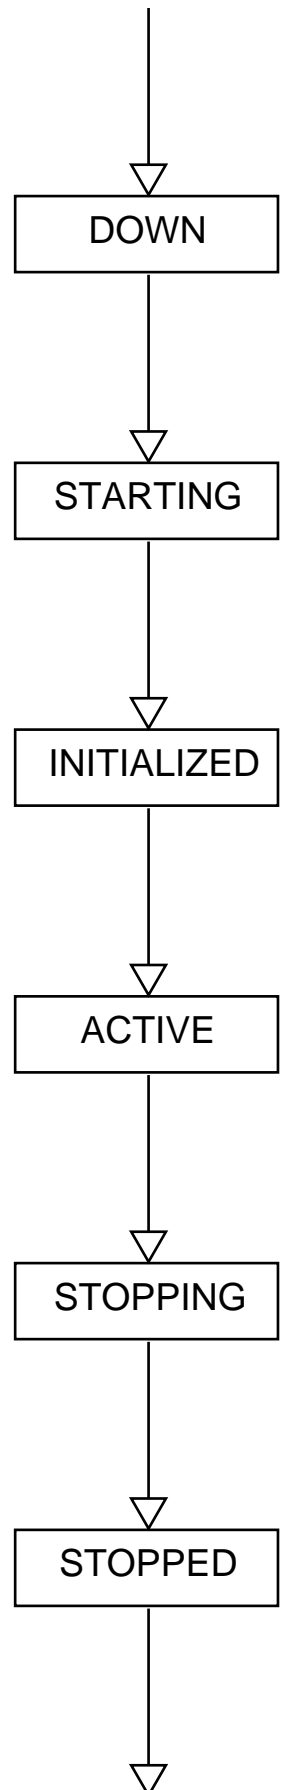 DOWN
STARTING
INITIALIZED
ACTIVE
STOPPING
STOPPED